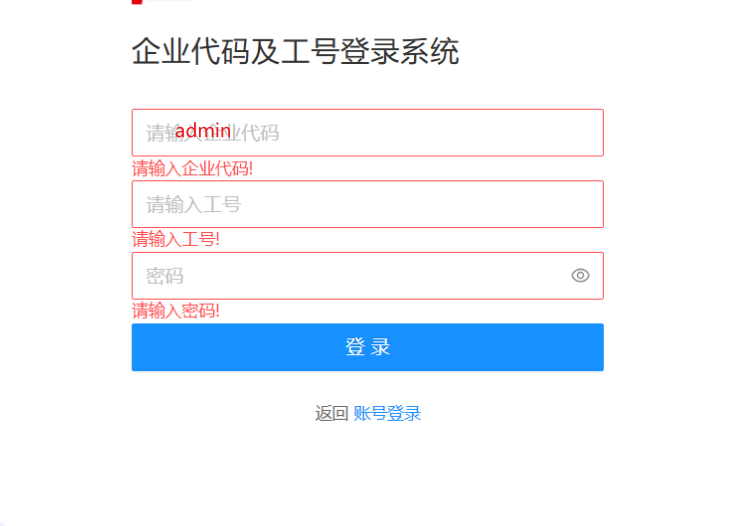 企业代码及工号登录系统
请输入企业代码
admin
请输入企业代码!
请输入工号
请输入工号!
密码
请输入密码!
登 录
返回 账号登录